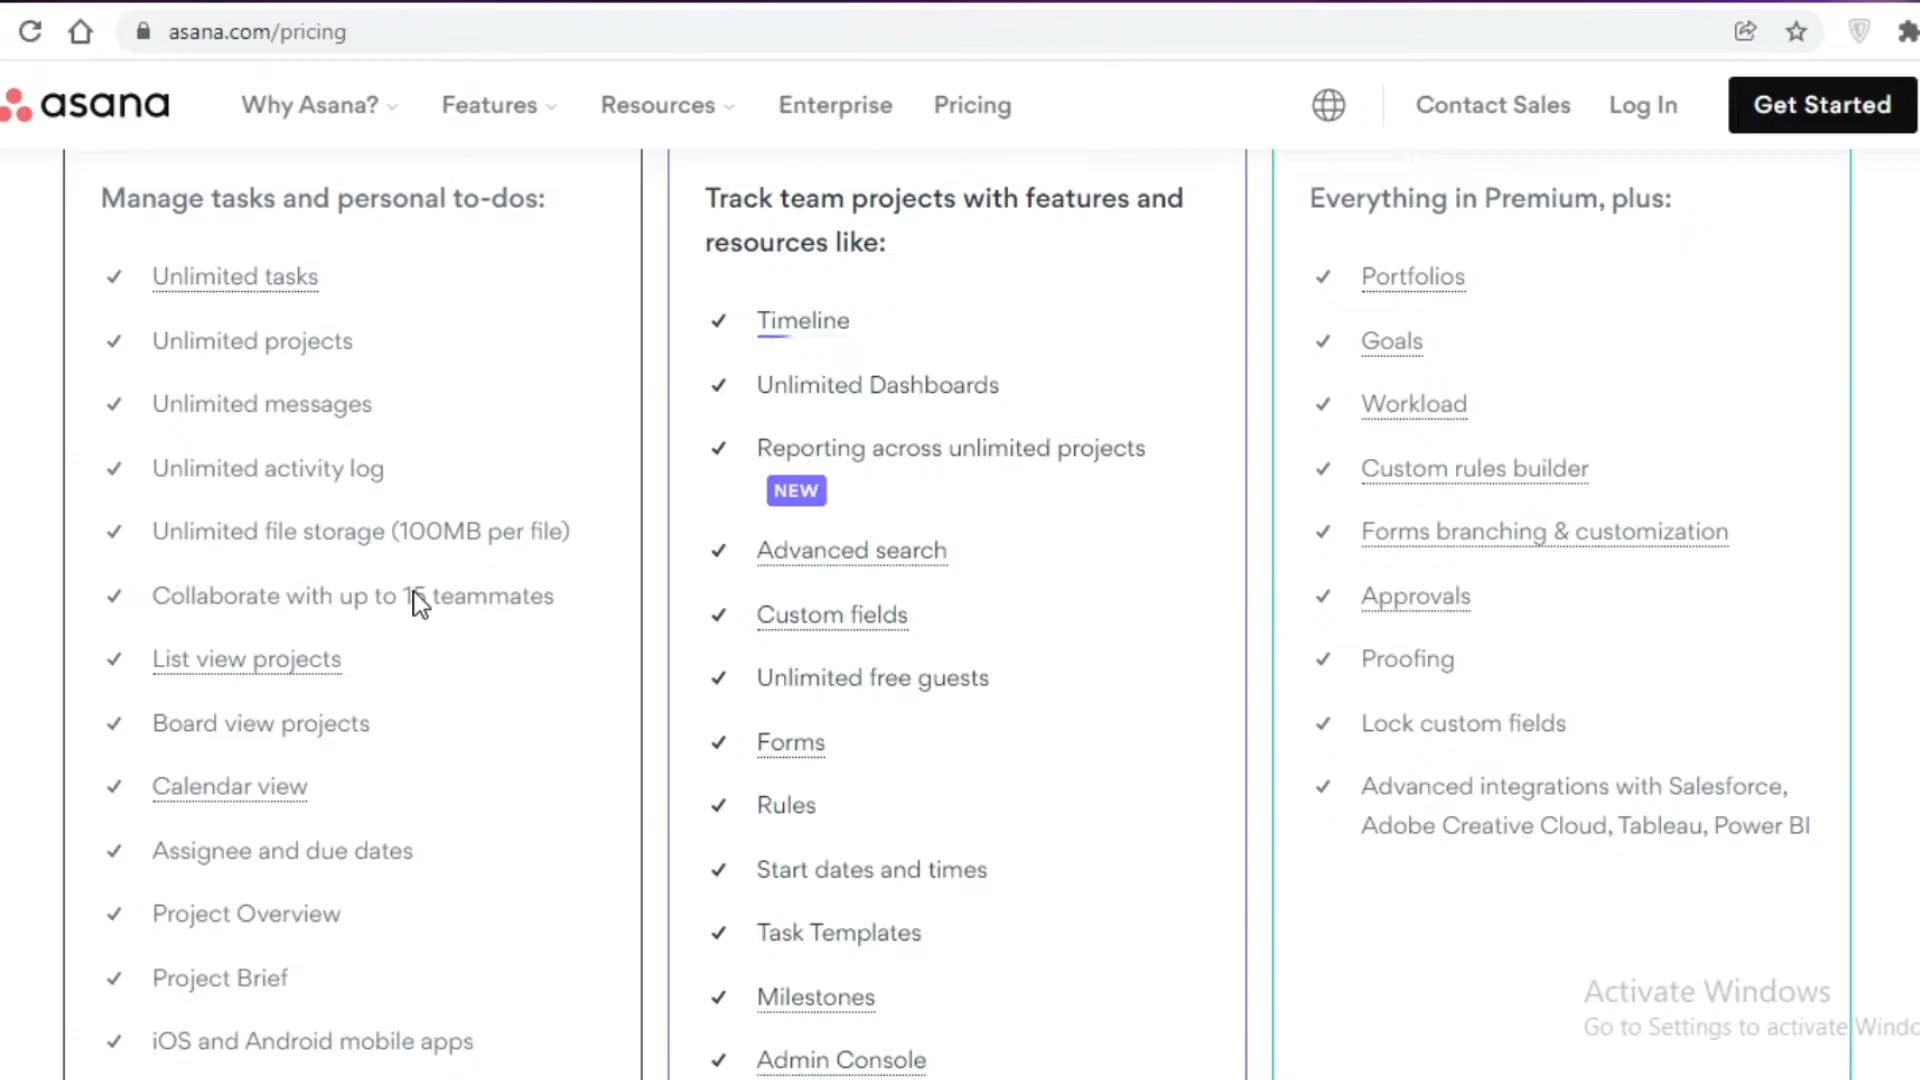 asana.com/pricing
asana Why Asana? Features Resources Enterprise Pricing Contact Sales Log In Get Started
Manage tasks and personal to-dos:
Unlimited tasks
Unlimited projects
Unlimited messages
Unlimited activity log
Unlimited file storage (100MB per file)
Collaborate with up to 15 teammates
List view projects
Board view projects
Calendar view
Assignee and due dates
Project Overview
Project Brief
iOS and Android mobile apps
Track team projects with features and
resources like:
Timeline
Unlimited Dashboards
Reporting across unlimited projects
NEW
Advanced search
Custom fields
Unlimited free guests
Forms
Rules
Start dates and times
Task Templates
Milestones
Admin Console
Everything in Premium, plus:
Portfolios
Goals
Workload
Custom rules builder
Forms branching & customization
Approvals
Proofing
Lock custom fields
Advanced integrations with Salesforce,
Adobe Creative Cloud, Tableau, Power BI
Activate Windows
Go to Settings to activate Windo